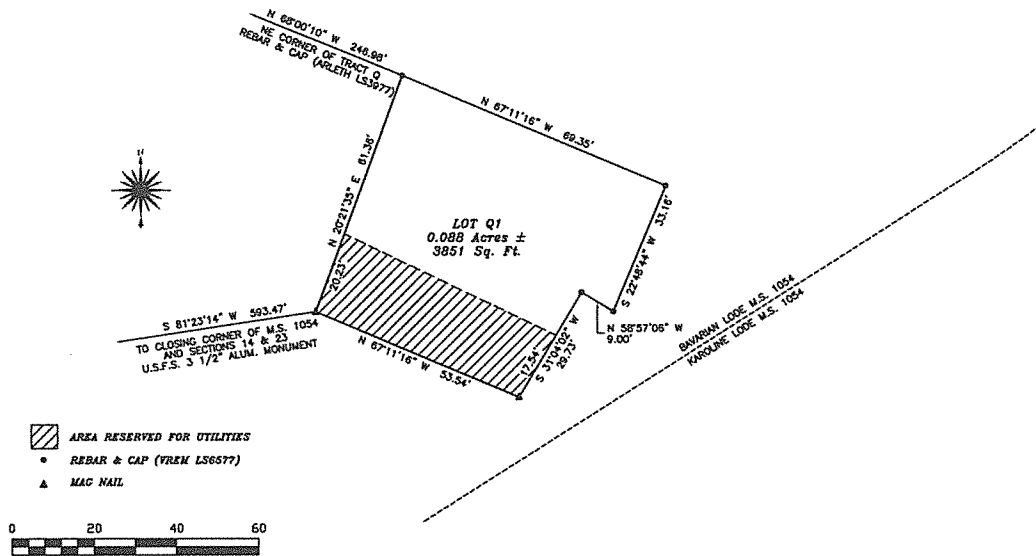 N 68°00'10" W 246.98'
NE CORNER OF TRACT Q
REBAR & CAP (ARLETH LS3977)
N 67°11'16" W 69.35'
N
N 20°21'35" E 61.36'
LOT Q1
0.088 Acres ±
3851 Sq. Ft.
S 22°48'44" W 33.16'
20.23'
S 81°23'14" W 593.47'
TO CLOSING CORNER OF M.S. 1054
AND SECTIONS 14 & 23
U.S.F.S. 3 1/2" ALUM. MONUMENT
N 67°11'16" W 53.54'
17.54'
S 31°04'02" W
29.73'
N 58°57'06" W
9.00'
BAVARIAN LODE M.S. 1054
KAROLINE LODE M.S. 1054
AREA RESERVED FOR UTILITIES
REBAR & CAP (VREM LS6577)
MAG NAIL
0 20 40 60